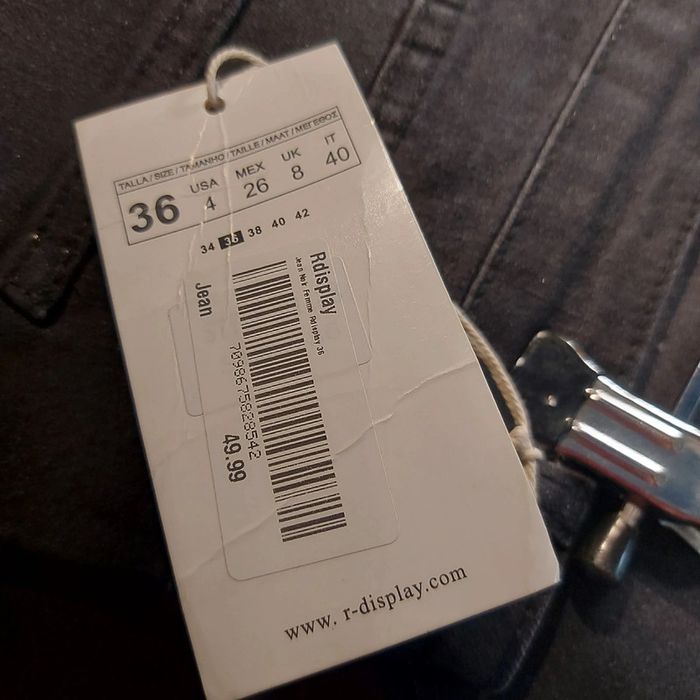 TALLA / SIZE / TAMANHO / TAILLE / MAAT / ΜΕΓΕΘΟΣ
36 USA 4 MEX 26 UK 8 IT 40
34 36 38 40 42
Rdisplay
Jean Noir Femme Rdisplay 36
7098675828542
Jean 49.99
www. r-display.com